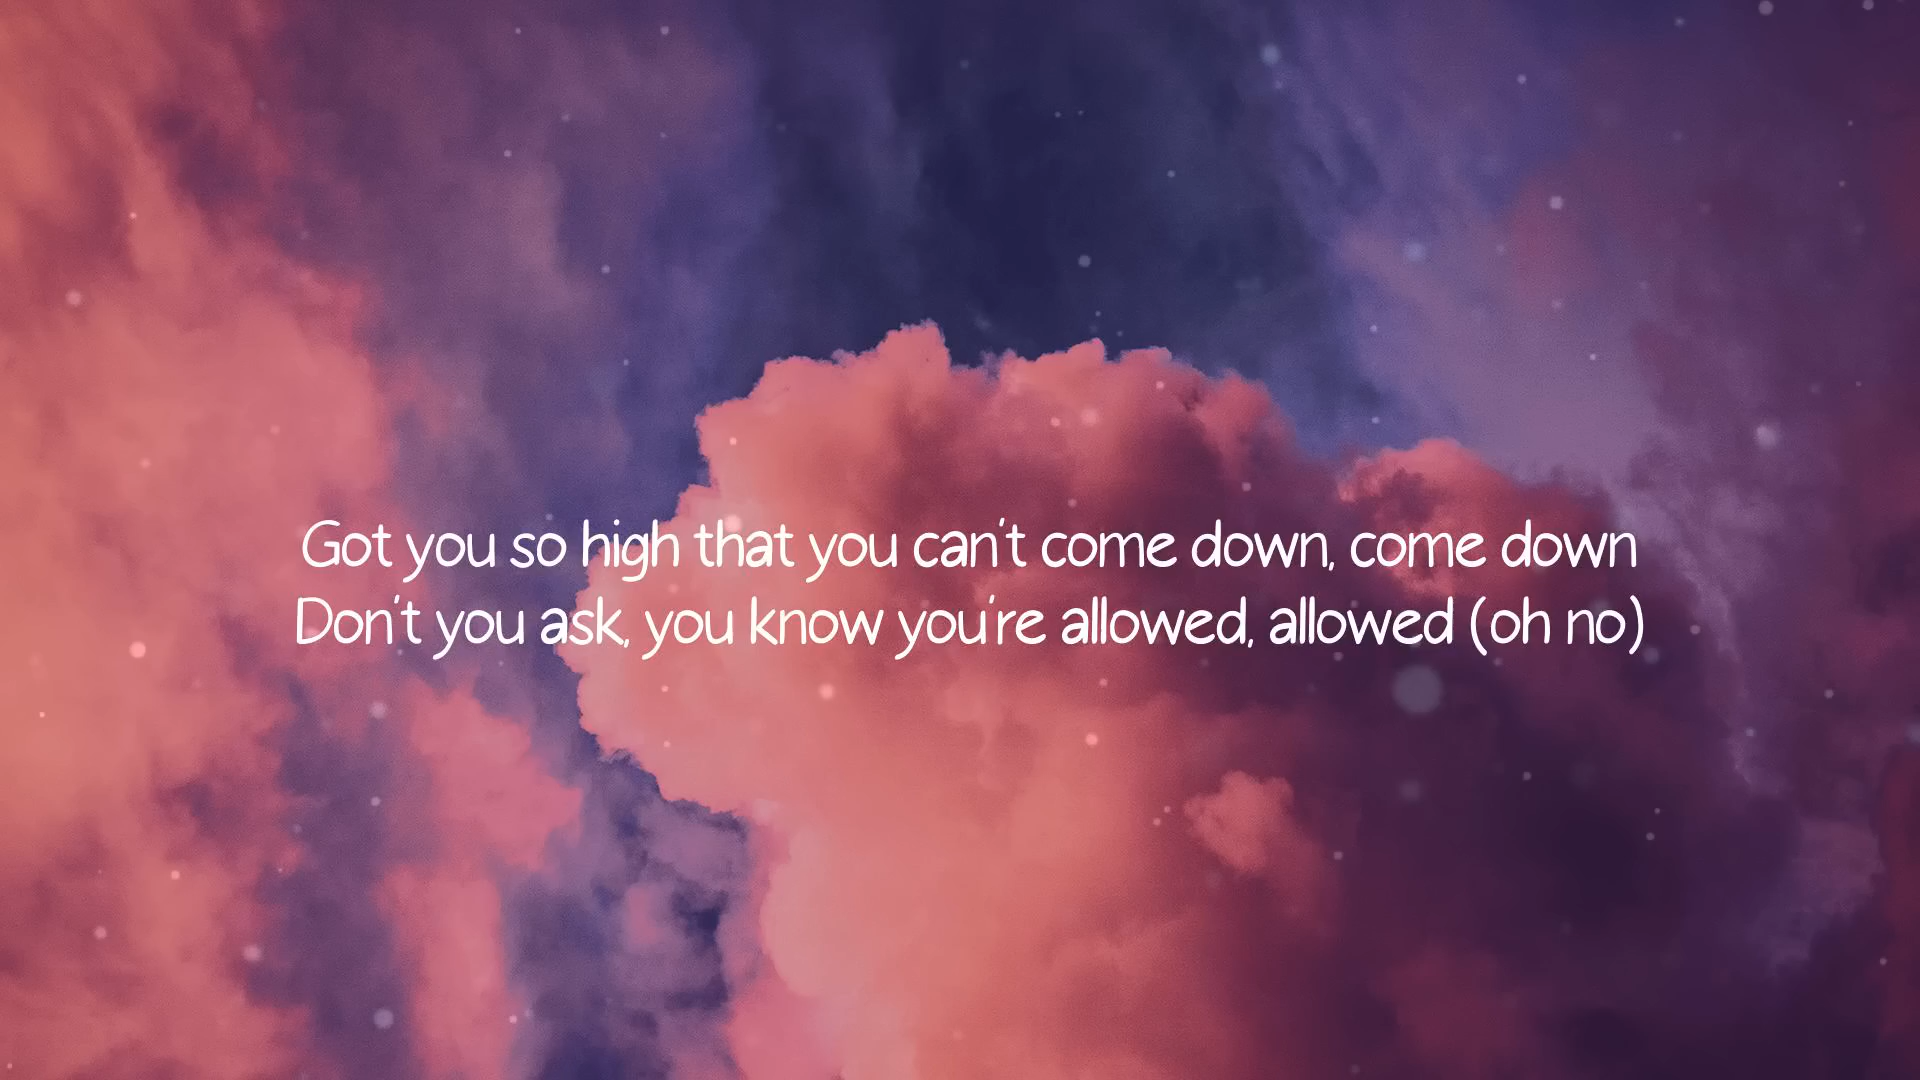 Got you so high that you can't come down, come down
Don't you ask, you know you're allowed, allowed (oh no)